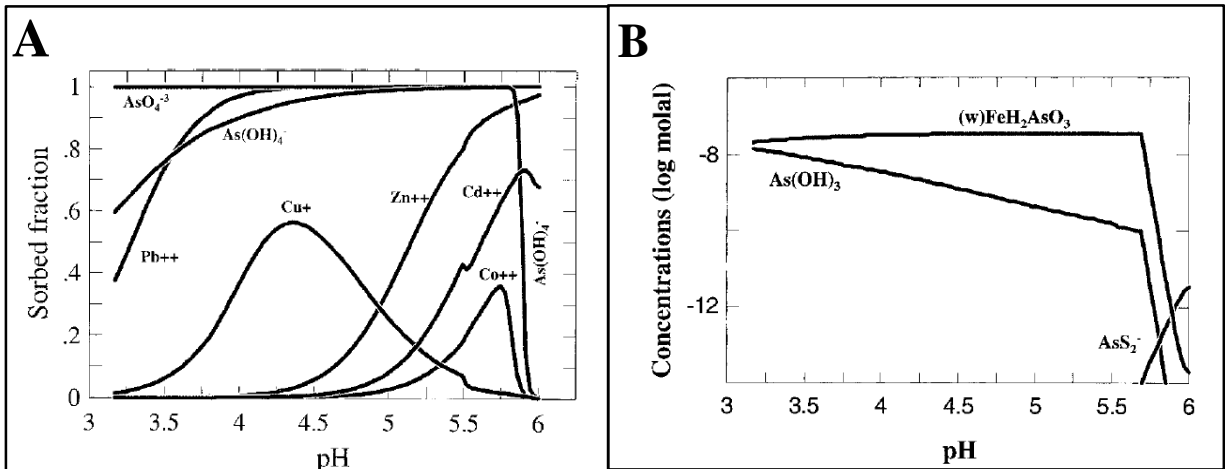 A
1
.8
.6
.4
.2
0
Sorbed fraction
AsO₄⁻³
As(OH)₄⁻
Pb++
Cu+
Zn++
Cd++
Co++
As(OH)₄⁻
3
3.5
4
4.5
5
5.5
6
pH
B
-8
-12
Concentrations (log molal)
(w)FeH₂AsO₃
As(OH)₃
AsS₂⁻
3
3.5
4
4.5
5
5.5
6
pH